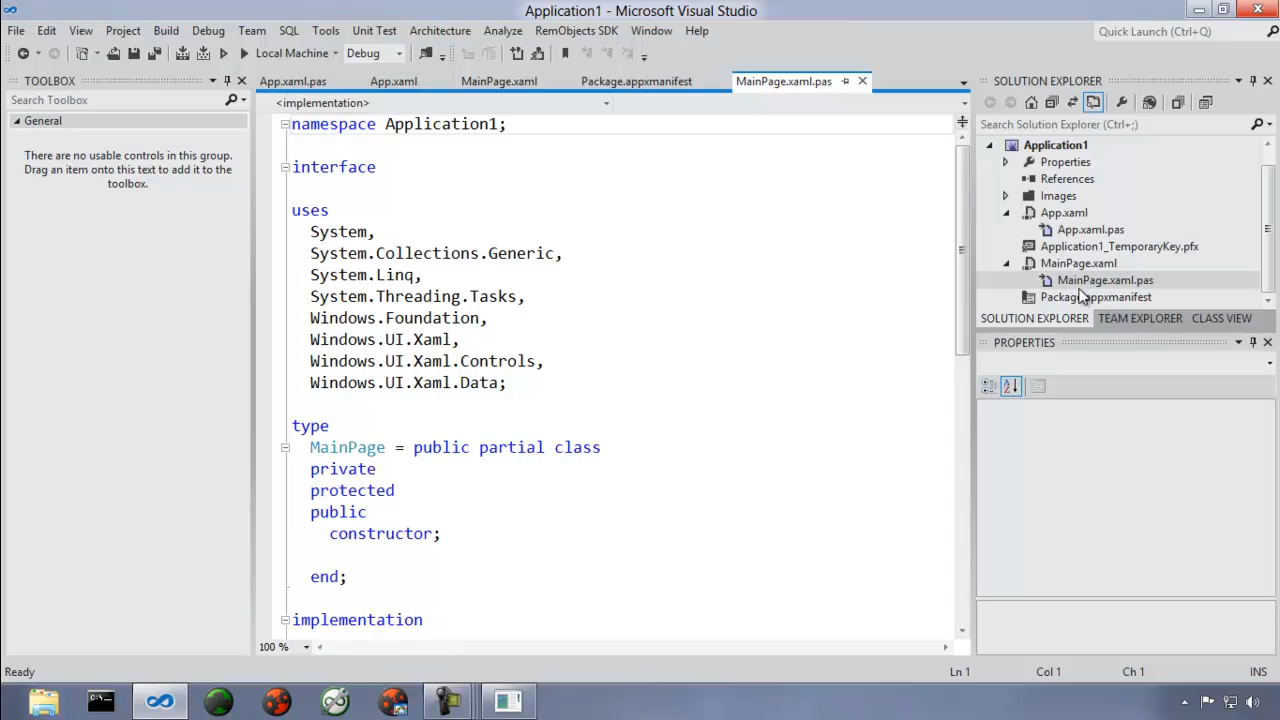 Application1 - Microsoft Visual Studio
File Edit View Project Build Debug Team SQL Tools Unit Test Architecture Analyze RemObjects SDK Window Help
Quick Launch (Ctrl+Q)
Local Machine Debug
TOOLBOX
App.xaml.pas App.xaml MainPage.xaml Package.appxmanifest MainPage.xaml.pas
SOLUTION EXPLORER
Search Toolbox
<implementation>
General
There are no usable controls in this group.
Drag an item onto this text to add it to the
toolbox.
namespace Application1;
interface
uses
System,
System.Collections.Generic,
System.Linq,
System.Threading.Tasks,
Windows.Foundation,
Windows.UI.Xaml,
Windows.UI.Xaml.Controls,
Windows.UI.Xaml.Data;
type
MainPage = public partial class
private
protected
public
constructor;
end;
implementation
100 %
Search Solution Explorer (Ctrl+;)
Application1
Properties
References
Images
App.xaml
App.xaml.pas
Application1_TemporaryKey.pfx
MainPage.xaml
MainPage.xaml.pas
Package.appxmanifest
SOLUTION EXPLORER TEAM EXPLORER CLASS VIEW
PROPERTIES
Ready Ln 1 Col 1 Ch 1 INS